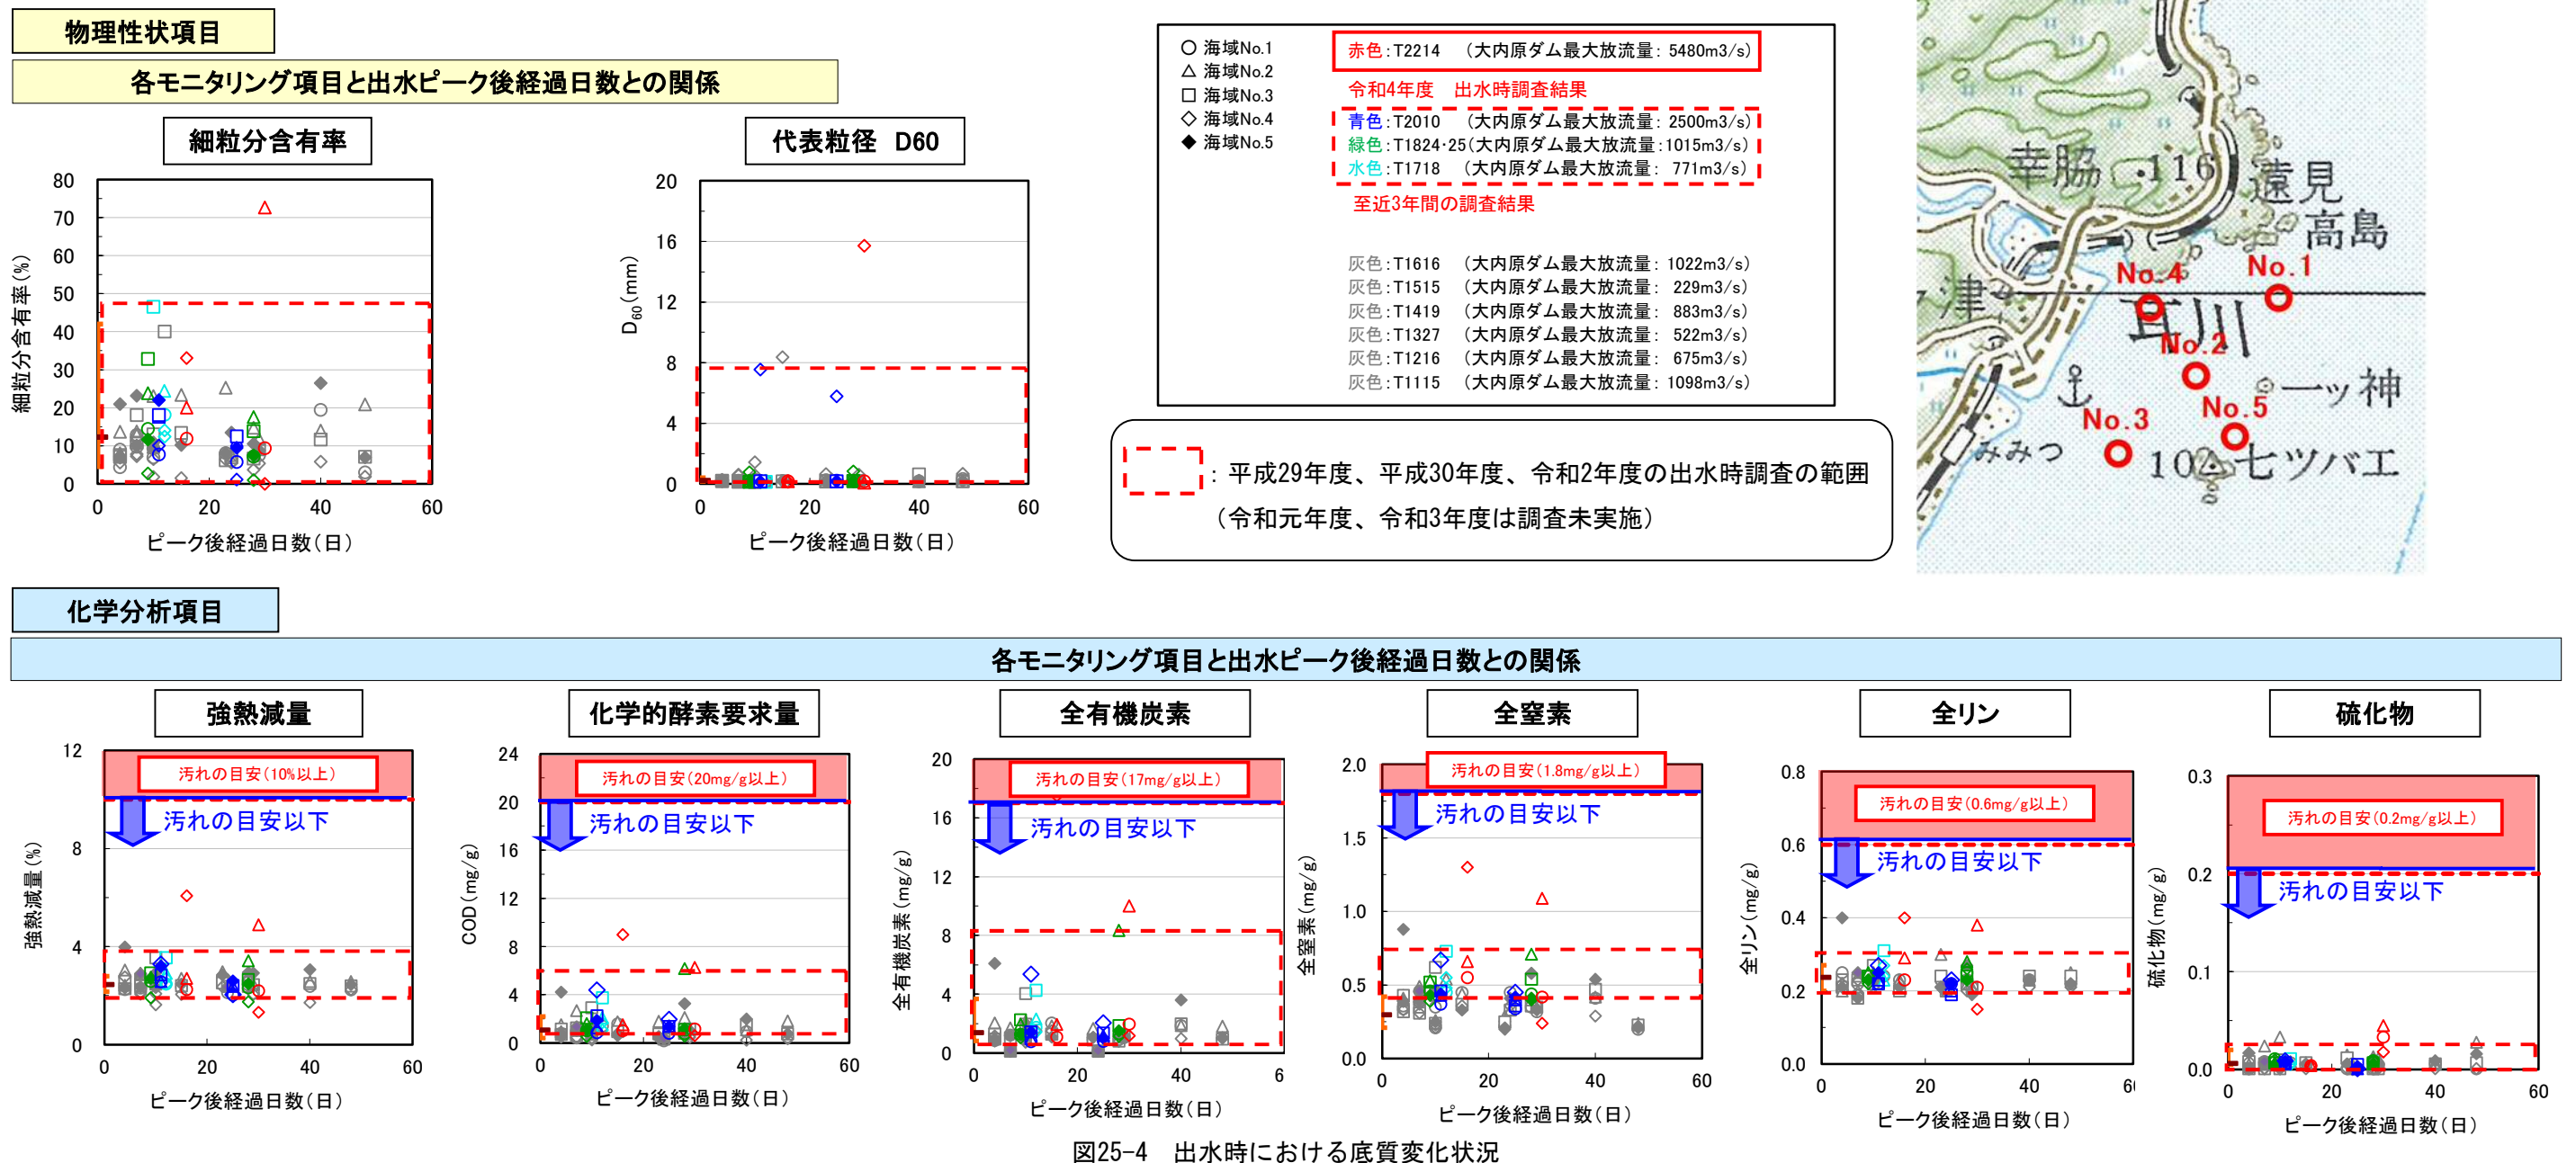 物理性状項目
各モニタリング項目と出水ピーク後経過日数との関係
細粒分含有率
代表粒径 D60
細粒分含有率(%)
80
70
60
50
40
30
20
10
0
0 20 40 60
ピーク後経過日数(日)
D60(mm)
20
16
12
8
4
0
0 20 40 60
ピーク後経過日数(日)
○ 海域No.1
△ 海域No.2
□ 海域No.3
◇ 海域No.4
◆ 海域No.5
赤色:T2214 (大内原ダム最大放流量: 5480m3/s)
令和4年度 出水時調査結果
青色:T2010 (大内原ダム最大放流量: 2500m3/s)
緑色:T1824・25(大内原ダム最大放流量:1015m3/s)
水色:T1718 (大内原ダム最大放流量: 771m3/s)
至近3年間の調査結果
灰色:T1616 (大内原ダム最大放流量: 1022m3/s)
灰色:T1515 (大内原ダム最大放流量: 229m3/s)
灰色:T1419 (大内原ダム最大放流量: 883m3/s)
灰色:T1327 (大内原ダム最大放流量: 522m3/s)
灰色:T1216 (大内原ダム最大放流量: 675m3/s)
灰色:T1115 (大内原ダム最大放流量: 1098m3/s)
:平成29年度、平成30年度、令和2年度の出水時調査の範囲
(令和元年度、令和3年度は調査未実施)
幸脇 ・116
遠見
高島
No.4
No.1
津
耳川
No.2
一ッ神
No.5
No.3
みみつ
104
七ツバエ
化学分析項目
各モニタリング項目と出水ピーク後経過日数との関係
強熱減量
化学的酵素要求量
全有機炭素
全窒素
全リン
硫化物
強熱減量(%)
12
8
4
0
汚れの目安(10%以上)
汚れの目安以下
0 20 40 60
ピーク後経過日数(日)
COD(mg/g)
24
20
16
12
8
4
0
汚れの目安(20mg/g以上)
汚れの目安以下
0 20 40 60
ピーク後経過日数(日)
全有機炭素(mg/g)
20
16
12
8
4
0
汚れの目安(17mg/g以上)
汚れの目安以下
0 20 40 6
ピーク後経過日数(日)
全窒素(mg/g)
2.0
1.5
1.0
0.5
0.0
汚れの目安(1.8mg/g以上)
汚れの目安以下
0 20 40 60
ピーク後経過日数(日)
全リン(mg/g)
0.8
0.6
0.4
0.2
0.0
汚れの目安(0.6mg/g以上)
汚れの目安以下
0 20 40 60
ピーク後経過日数(日)
硫化物(mg/g)
0.3
0.2
0.1
0.0
汚れの目安(0.2mg/g以上)
汚れの目安以下
0 20 40 60
ピーク後経過日数(日)
図25-4 出水時における底質変化状況